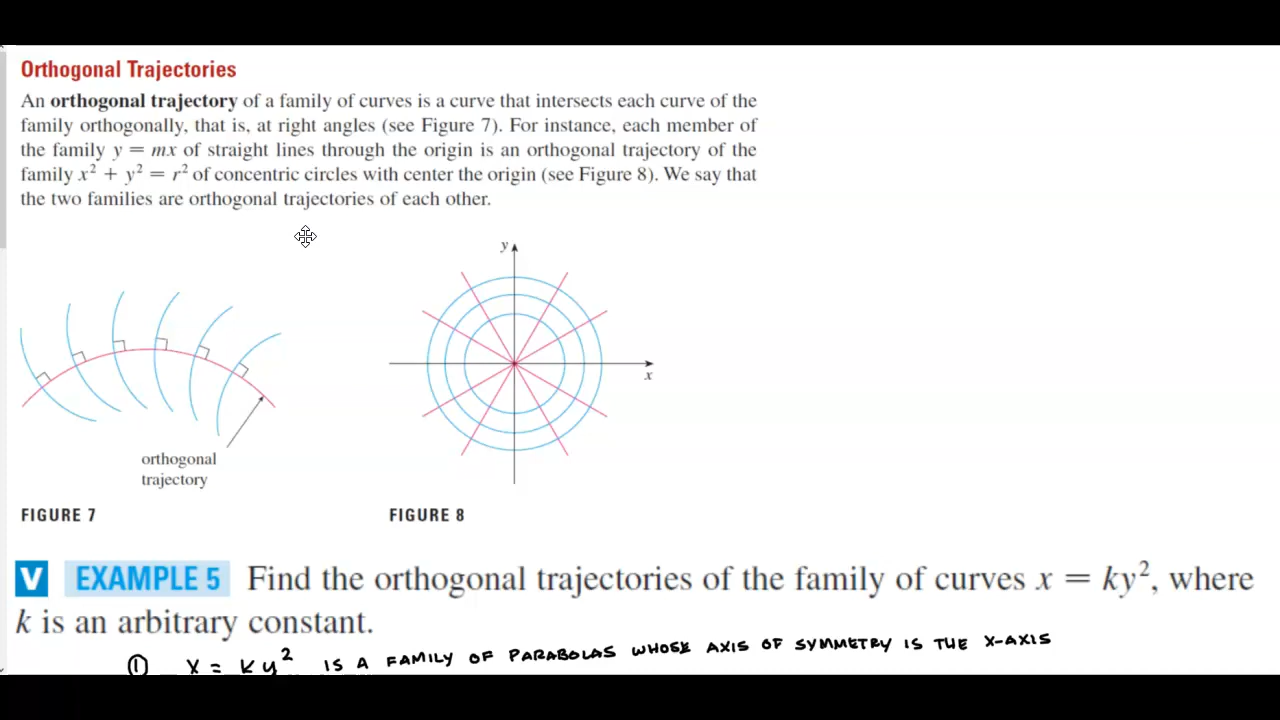 Orthogonal Trajectories
An orthogonal trajectory of a family of curves is a curve that intersects each curve of the
family orthogonally, that is, at right angles (see Figure 7). For instance, each member of
the family y = mx of straight lines through the origin is an orthogonal trajectory of the
family x² + y² = r² of concentric circles with center the origin (see Figure 8). We say that
the two families are orthogonal trajectories of each other.
y
x
orthogonal
trajectory
FIGURE 7
FIGURE 8
V EXAMPLE 5 Find the orthogonal trajectories of the family of curves x = ky², where
k is an arbitrary constant.
① X = Ky² IS A FAMILY OF PARABOLAS WHOSE AXIS OF SYMMETRY IS THE X-AXIS